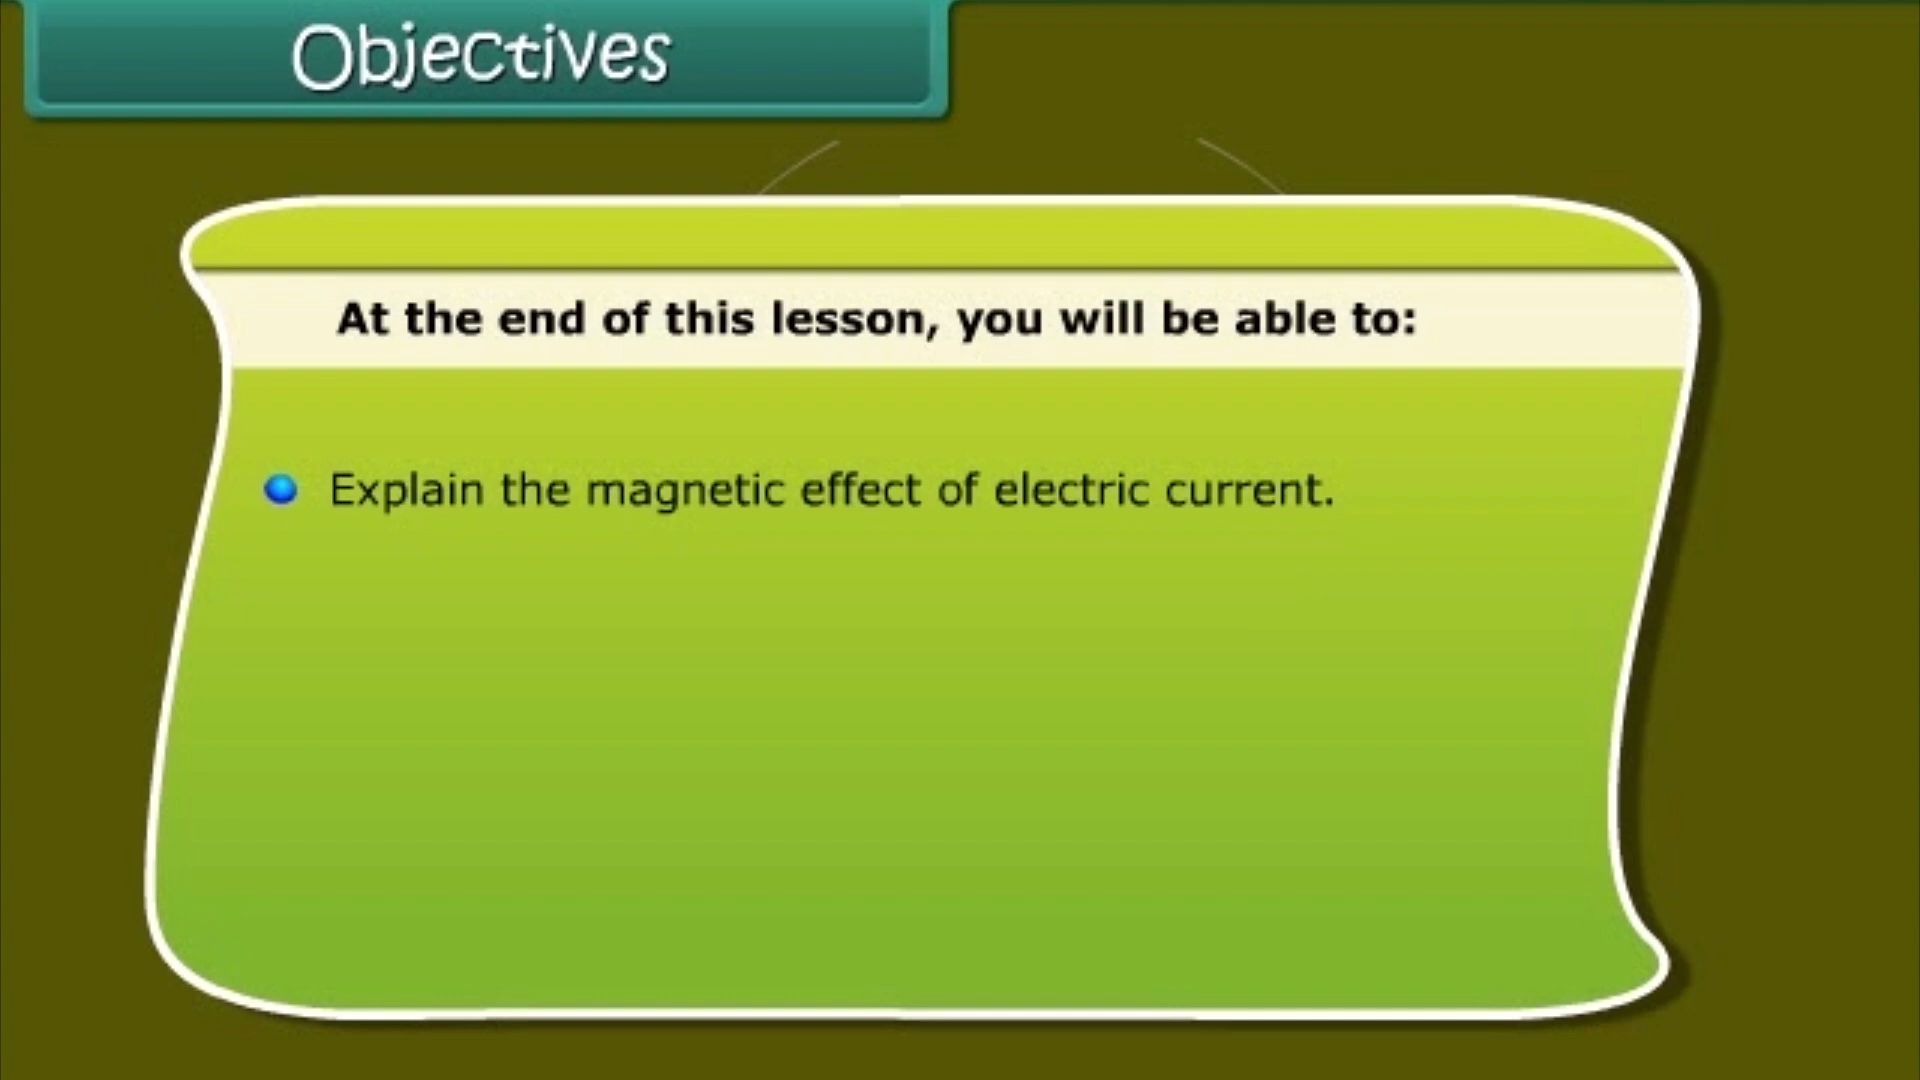 Objectives
At the end of this lesson, you will be able to:
Explain the magnetic effect of electric current.